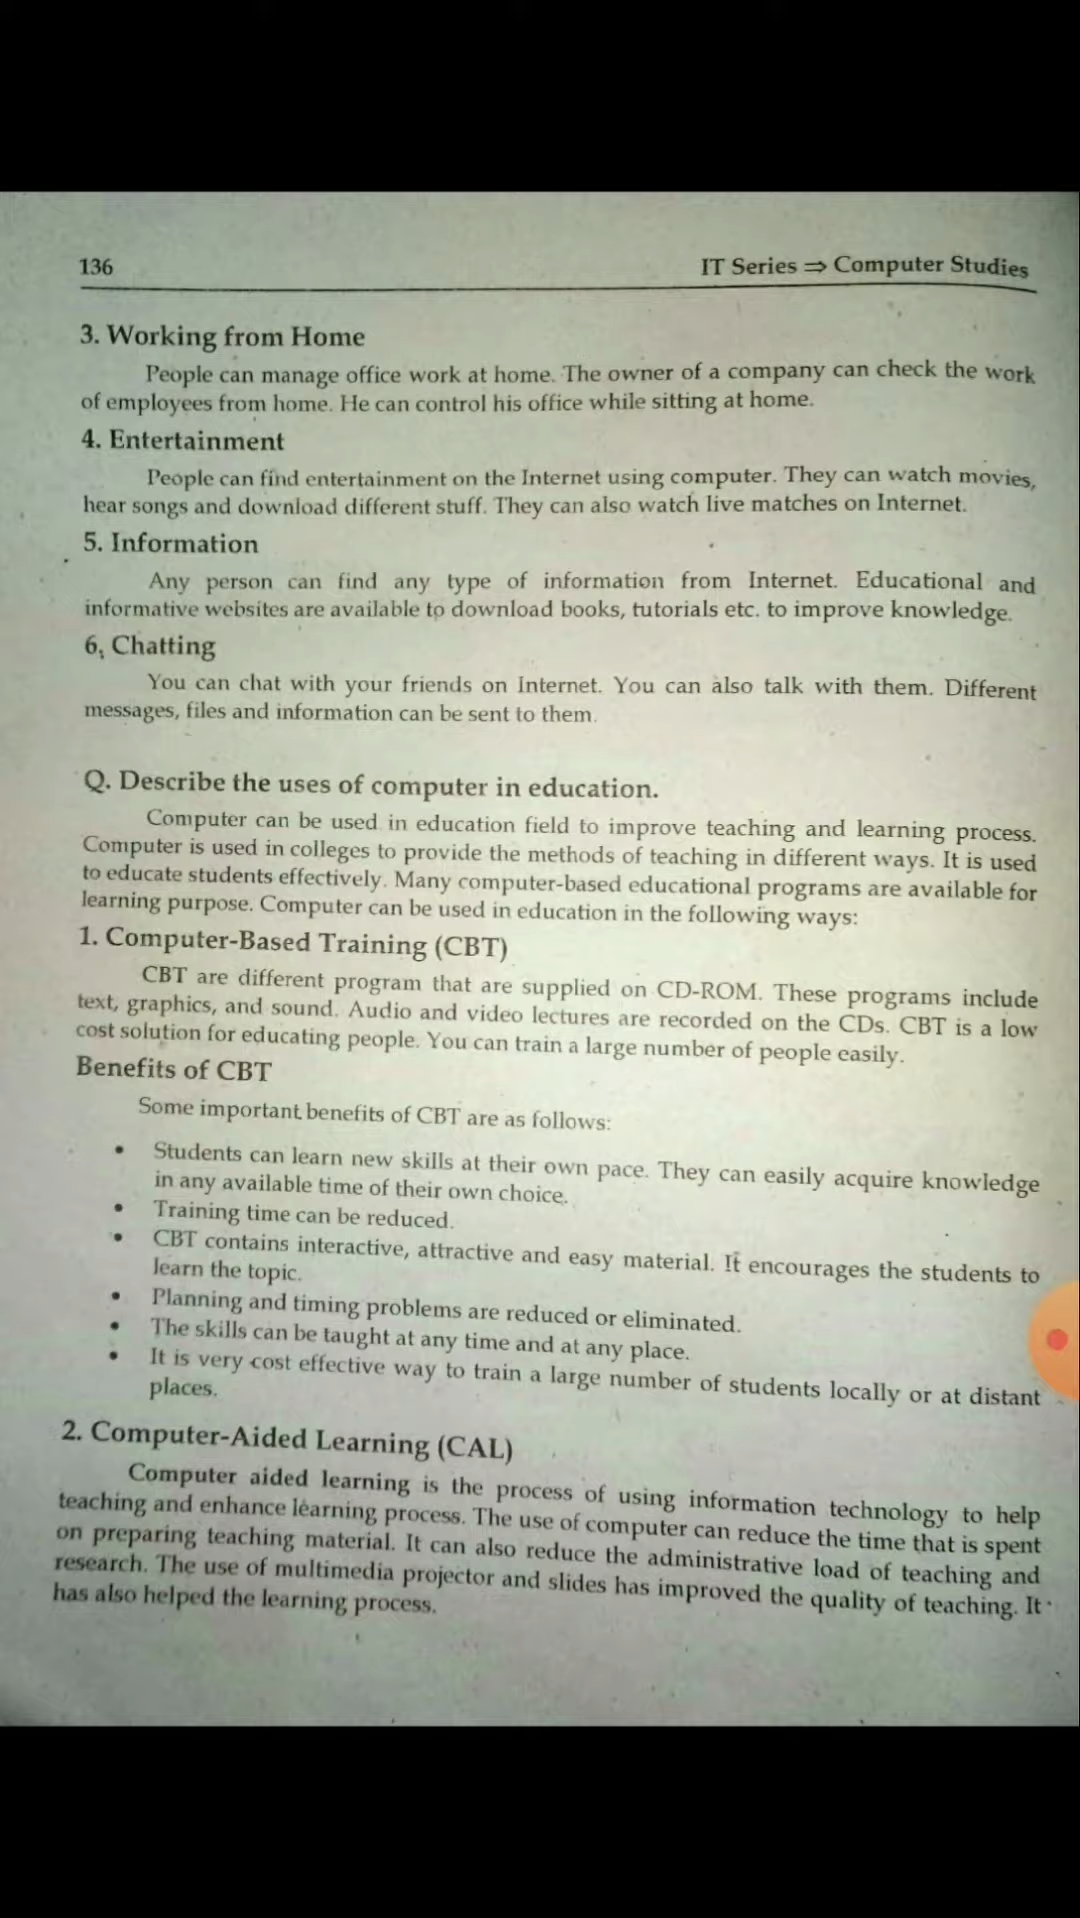 136
IT Series ⇒ Computer Studies
3. Working from Home
People can manage office work at home. The owner of a company can check the work
of employees from home. He can control his office while sitting at home.
4. Entertainment
People can find entertainment on the Internet using computer. They can watch movies,
hear songs and download different stuff. They can also watch live matches on Internet.
5. Information
Any person can find any type of information from Internet. Educational and
informative websites are available to download books, tutorials etc. to improve knowledge.
6. Chatting
You can chat with your friends on Internet. You can also talk with them. Different
messages, files and information can be sent to them.
Q. Describe the uses of computer in education.
Computer can be used in education field to improve teaching and learning process.
Computer is used in colleges to provide the methods of teaching in different ways. It is used
to educate students effectively. Many computer-based educational programs are available for
learning purpose. Computer can be used in education in the following ways:
1. Computer-Based Training (CBT)
CBT are different program that are supplied on CD-ROM. These programs include
text, graphics, and sound. Audio and video lectures are recorded on the CDs. CBT is a low
cost solution for educating people. You can train a large number of people easily.
Benefits of CBT
Some important benefits of CBT are as follows:
• Students can learn new skills at their own pace. They can easily acquire knowledge
in any available time of their own choice.
• Training time can be reduced.
• CBT contains interactive, attractive and easy material. It encourages the students to
learn the topic.
• Planning and timing problems are reduced or eliminated.
• The skills can be taught at any time and at any place.
• It is very cost effective way to train a large number of students locally or at distant
places.
2. Computer-Aided Learning (CAL)
Computer aided learning is the process of using information technology to help
teaching and enhance learning process. The use of computer can reduce the time that is spent
on preparing teaching material. It can also reduce the administrative load of teaching and
research. The use of multimedia projector and slides has improved the quality of teaching. It
has also helped the learning process.